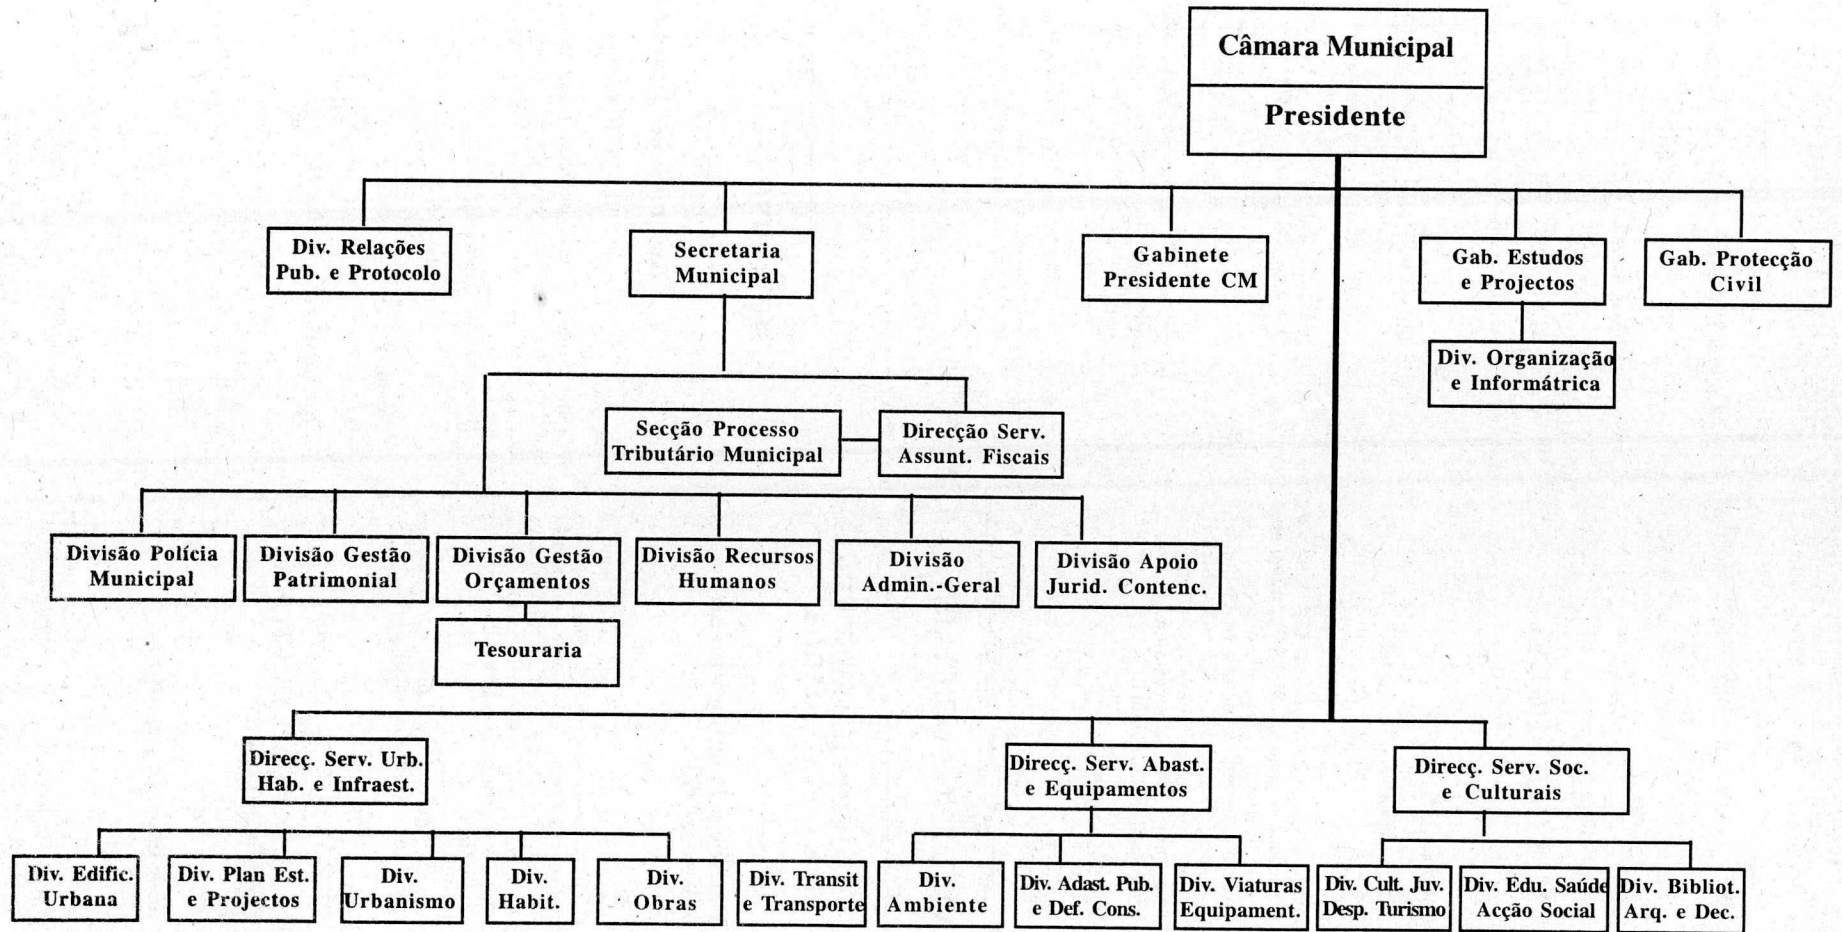 Câmara Municipal
Presidente
Div. Relações
Pub. e Protocolo
Secretaria
Municipal
Gabinete
Presidente CM
Gab. Estudos
e Projectos
Gab. Protecção
Civil
Div. Organização
e Informátrica
Secção Processo
Tributário Municipal
Direcção Serv.
Assunt. Fiscais
Divisão Polícia
Municipal
Divisão Gestão
Patrimonial
Divisão Gestão
Orçamentos
Divisão Recursos
Humanos
Divisão
Admin.-Geral
Divisão Apoio
Jurid. Contenc.
Tesouraria
Direcç. Serv. Urb.
Hab. e Infraest.
Direcç. Serv. Abast.
e Equipamentos
Direcç. Serv. Soc.
e Culturais
Div. Edific.
Urbana
Div. Plan Est.
e Projectos
Div.
Urbanismo
Div.
Habit.
Div.
Obras
Div. Transit
e Transporte
Div.
Ambiente
Div. Adast. Pub.
e Def. Cons.
Div. Viaturas
Equipament.
Div. Cult. Juv.
Desp. Turismo
Div. Edu. Saúde
Acção Social
Div. Bibliot.
Arq. e Dec.